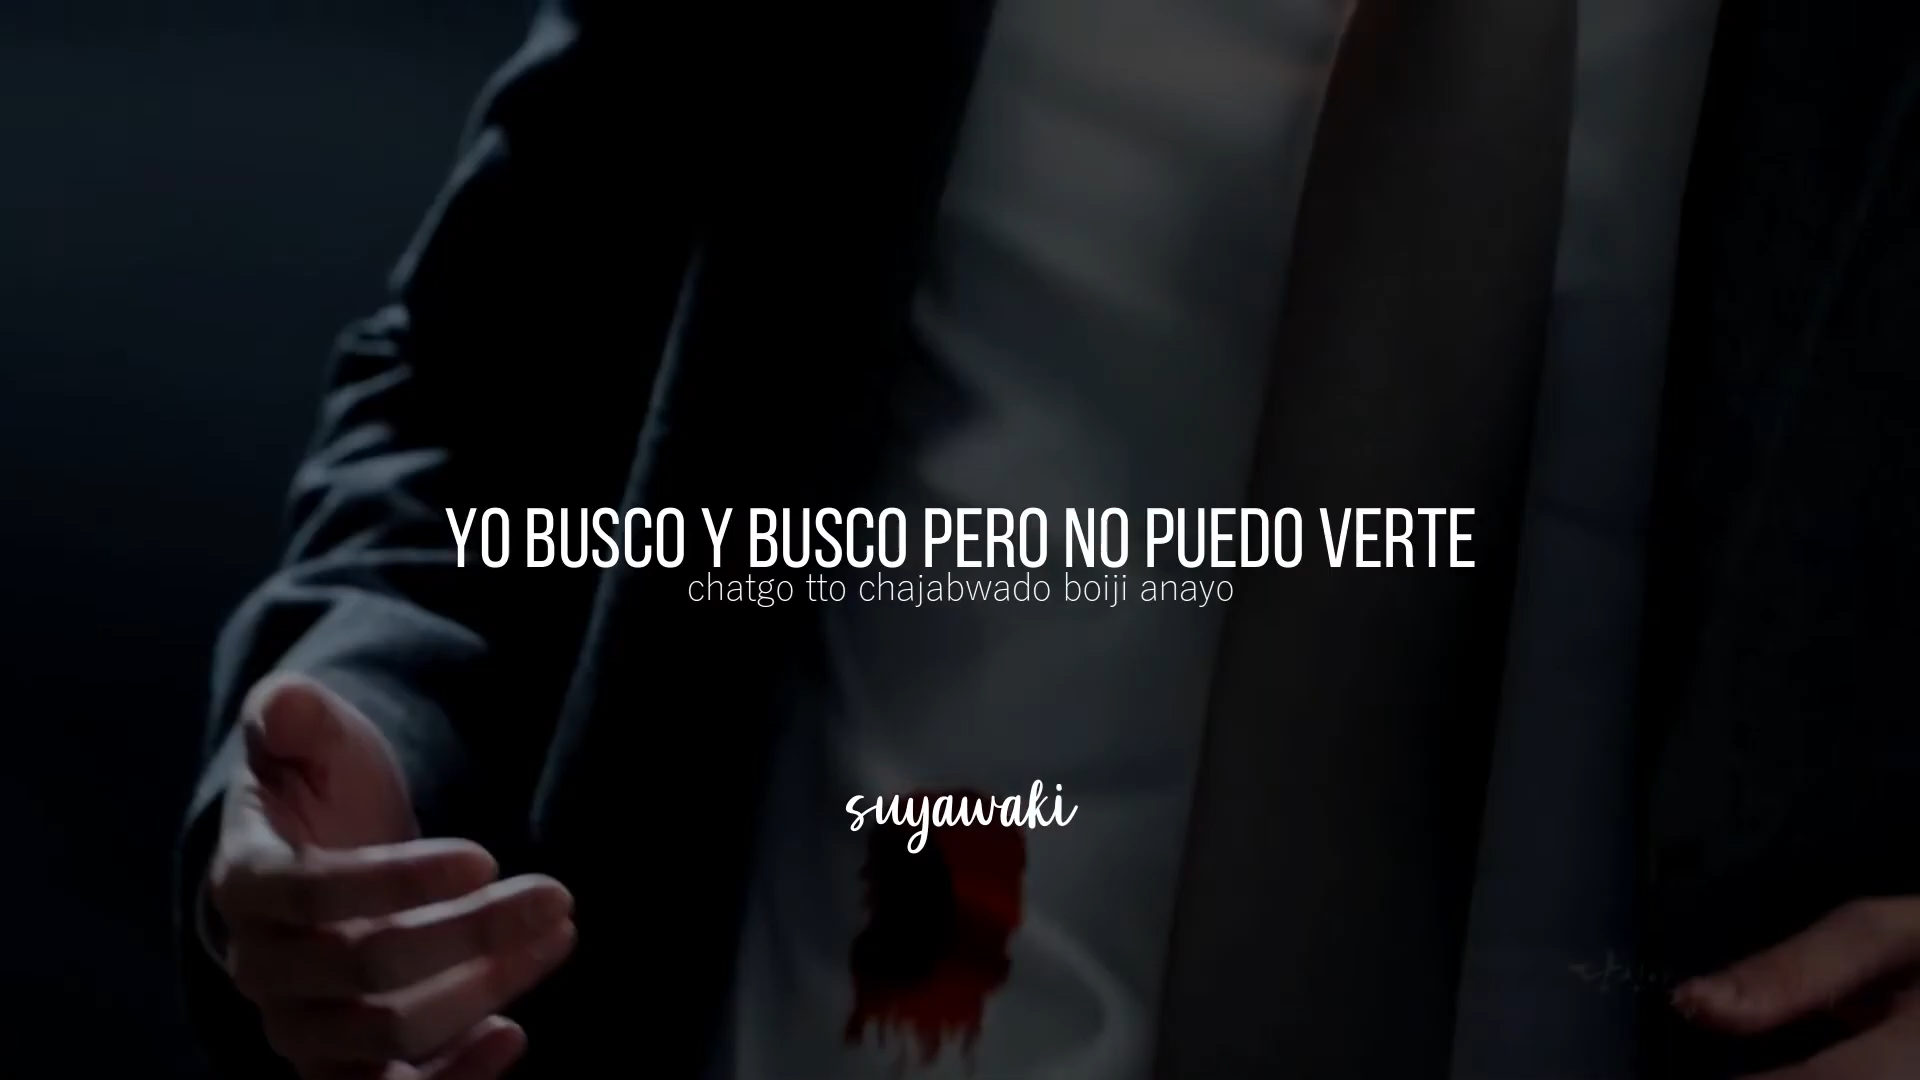 YO BUSCO Y BUSCO PERO NO PUEDO VERTE
chatgo tto chajabwado boiji anayo
suyawaki